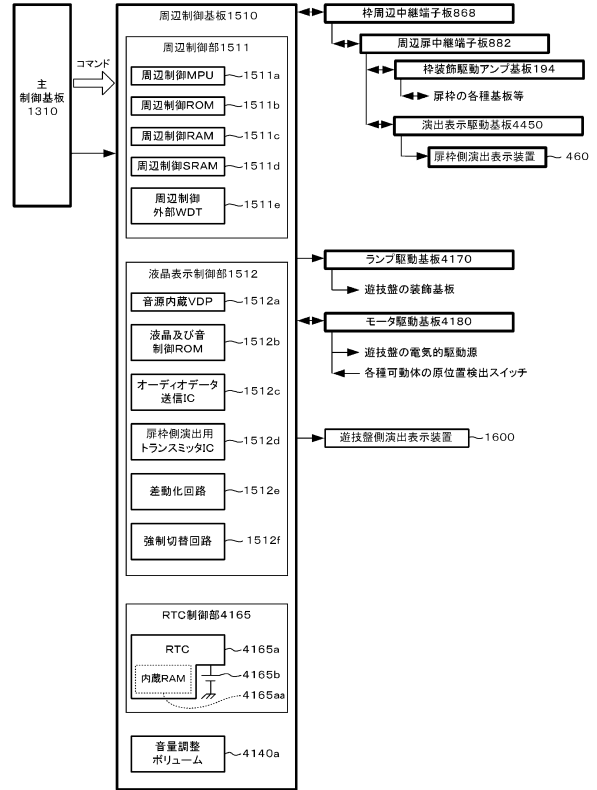 主
制御基板
1310
コマンド
周辺制御基板1510
周辺制御部1511
周辺制御MPU
1511a
周辺制御ROM
1511b
周辺制御RAM
1511c
周辺制御SRAM
1511d
周辺制御
外部WDT
1511e
液晶表示制御部1512
音源内蔵VDP
1512a
液晶及び音
制御ROM
1512b
オーディオデータ
送信IC
1512c
扉枠側演出用
トランスミッタIC
1512d
差動化回路
1512e
強制切替回路
1512f
RTC制御部4165
RTC
4165a
内蔵RAM
4165b
4165aa
音量調整
ボリューム
4140a
枠周辺中継端子板868
周辺扉中継端子板882
枠装飾駆動アンプ基板194
扉枠の各種基板等
演出表示駆動基板4450
扉枠側演出表示装置
460
ランプ駆動基板4170
遊技盤の装飾基板
モータ駆動基板4180
遊技盤の電気的駆動源
各種可動体の原位置検出スイッチ
遊技盤側演出表示装置
1600